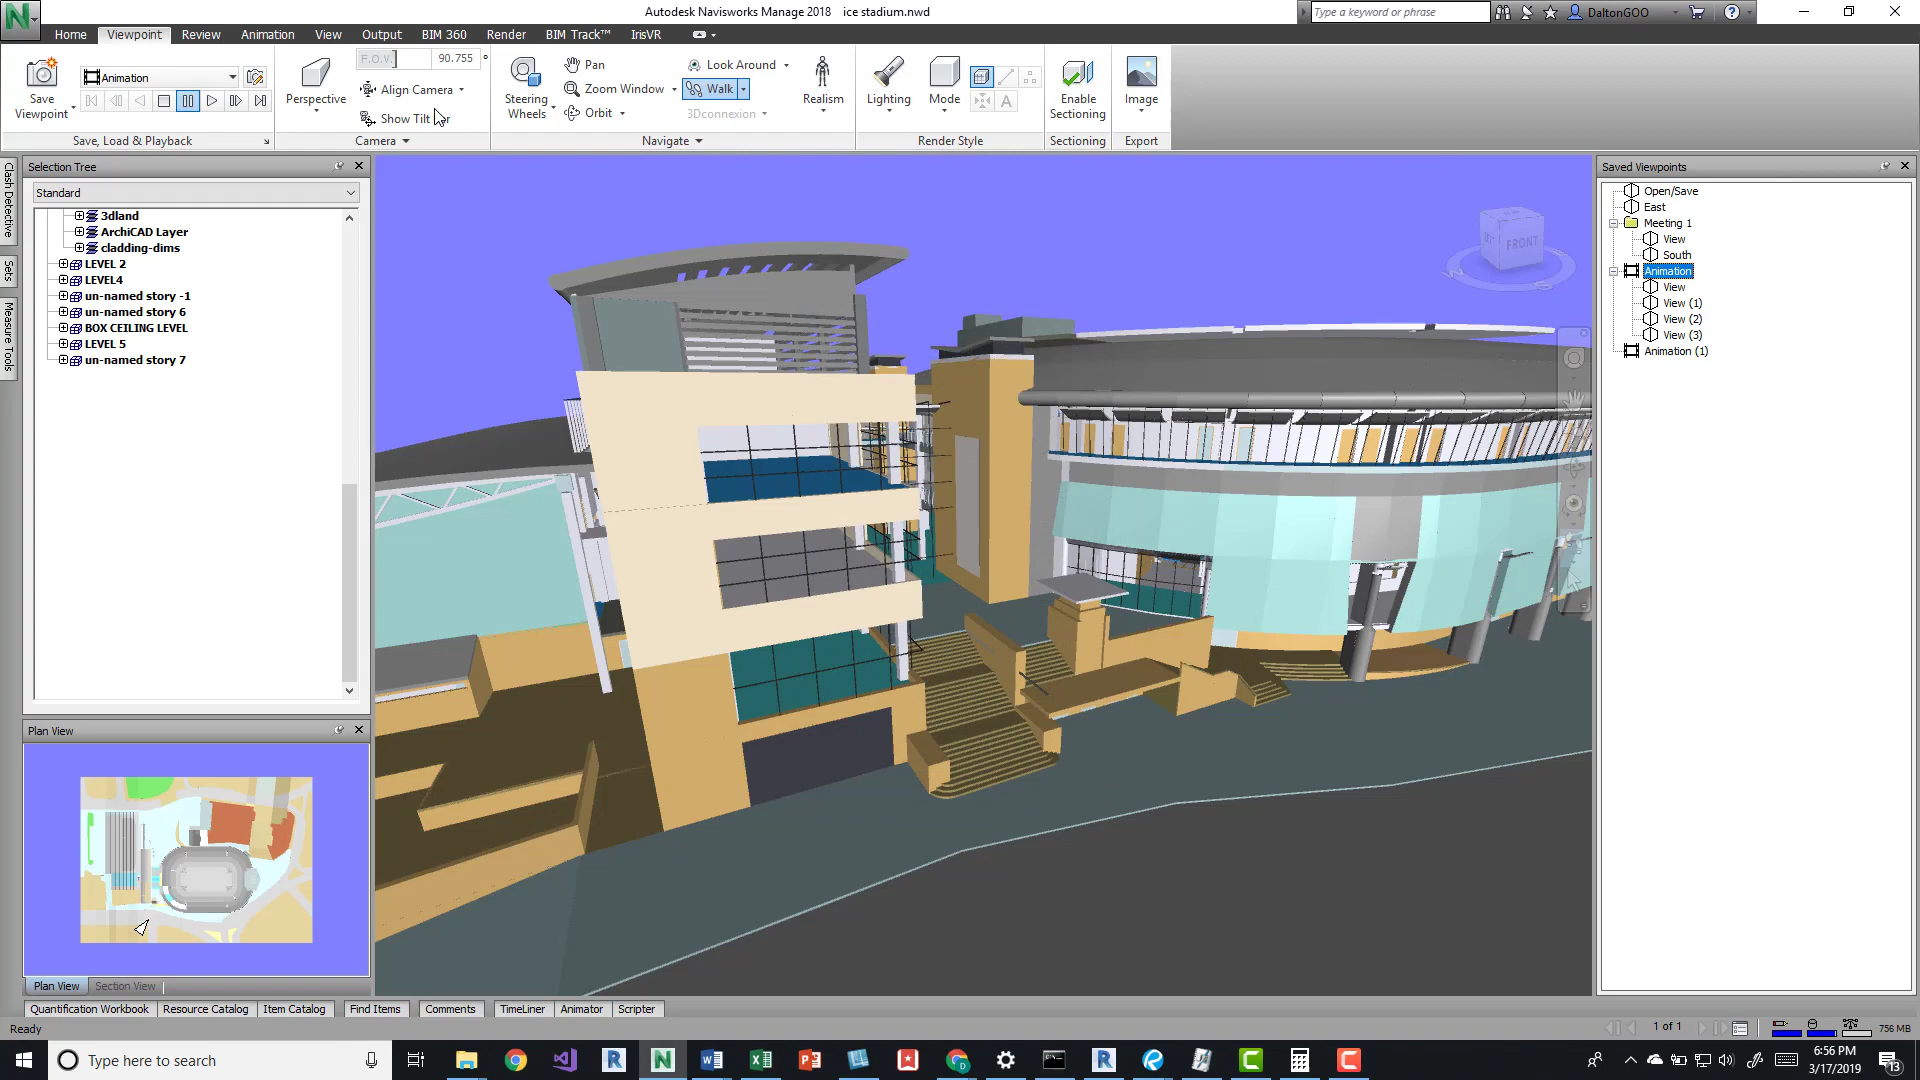 Autodesk Navisworks Manage 2018 ice stadium.nwd
Type a keyword or phrase
DaltonGOO
Home Viewpoint Review Animation View Output BIM 360 Render BIM Track™ IrisVR
Save Viewpoint
Animation
Save, Load & Playback
Perspective
F.O.V. 90.755 °
Align Camera
Show Tilt
Camera
Steering Wheels
Pan
Zoom Window
Orbit
Look Around
Walk
3Dconnexion
Navigate
Realism
Lighting
Mode
Render Style
Enable Sectioning
Sectioning
Image
Export
Clash Detective
Sets
Measure Tools
Selection Tree
Standard
3dland
ArchiCAD Layer
cladding-dims
LEVEL 2
LEVEL4
un-named story -1
un-named story 6
BOX CEILING LEVEL
LEVEL 5
un-named story 7
Plan View
Plan View Section View
FRONT
Saved Viewpoints
Open/Save
East
Meeting 1
View
South
Animation
View
View (1)
View (2)
View (3)
Animation (1)
Quantification Workbook Resource Catalog Item Catalog Find Items Comments TimeLiner Animator Scripter
Ready
1 of 1
756 MB
Type here to search
6:56 PM
3/17/2019
13